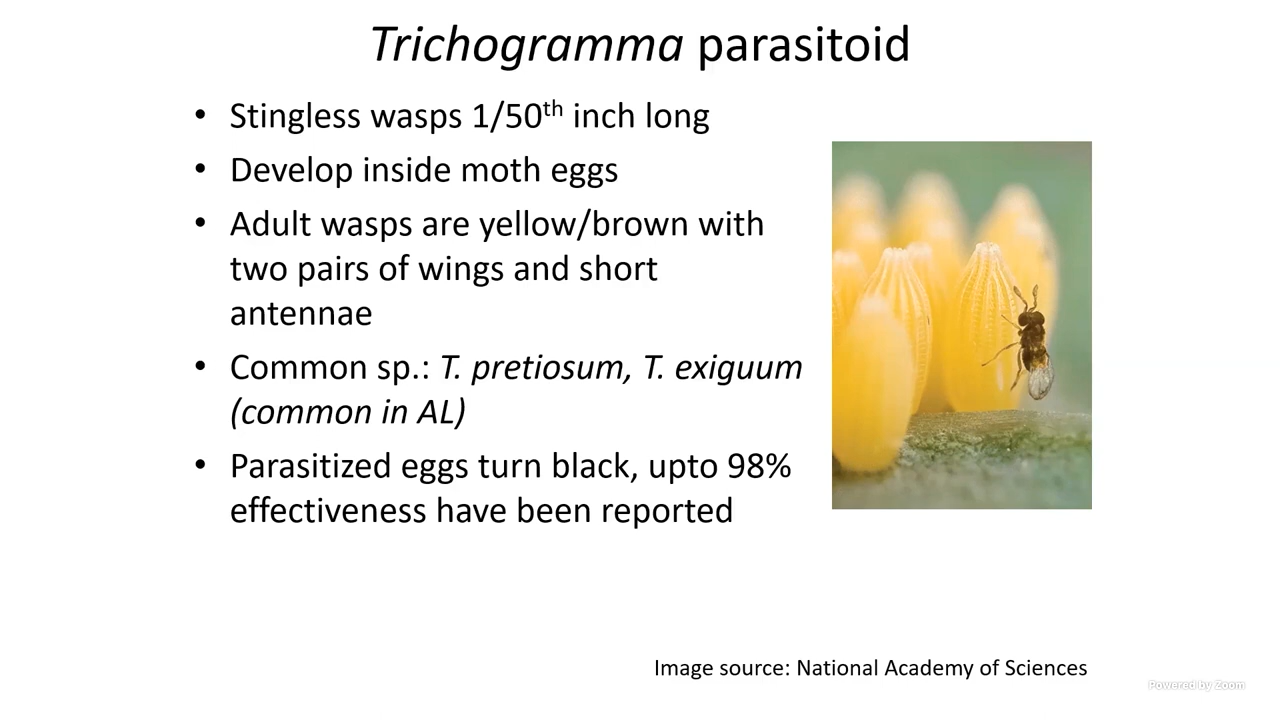 Trichogramma parasitoid
• Stingless wasps 1/50th inch long
• Develop inside moth eggs
• Adult wasps are yellow/brown with
two pairs of wings and short
antennae
• Common sp.: T. pretiosum, T. exiguum
(common in AL)
• Parasitized eggs turn black, upto 98%
effectiveness have been reported
Image source: National Academy of Sciences
Powered by Zoom